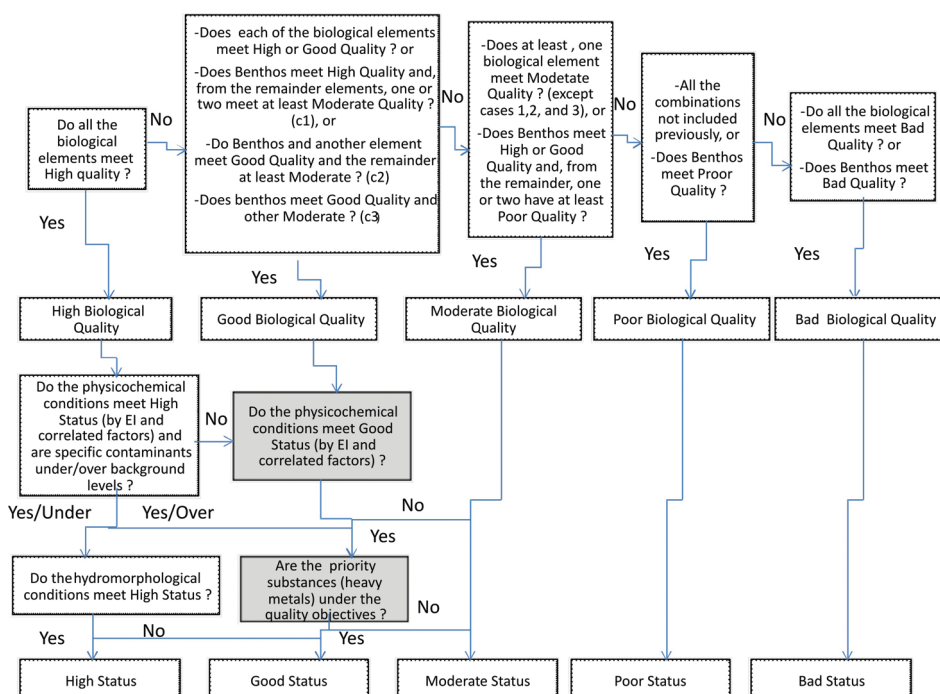 Do all the
biological
elements meet
High quality ?
No
Yes
-Does each of the biological elements
meet High or Good Quality ? or
-Does Benthos meet High Quality and,
from the remainder elements, one or
two meet at least Moderate Quality ?
(c1), or
-Do Benthos and another element
meet Good Quality and the remainder
at least Moderate ? (c2)
-Does benthos meet Good Quality and
other Moderate ? (c3)
No
Yes
-Does at least , one
biological element
meet Modetate
Quality ? (except
cases 1,2, and 3), or
-Does Benthos meet
High or Good
Quality and, from
the remainder, one
or two have at least
Poor Quality ?
No
Yes
-All the
combinations
not included
previously, or
-Does Benthos
meet Proor
Quality ?
No
Yes
-Do all the biological
elements meet Bad
Quality ? or
-Does Benthos meet
Bad Quality ?
Yes
High Biological
Quality
Good Biological Quality
Moderate Biological
Quality
Poor Biological Quality
Bad Biological Quality
Do the physicochemical
conditions meet High
Status (by EI and
correlated factors) and
are specific contaminants
under/over background
levels ?
No
Do the physicochemical
conditions meet Good
Status (by EI and
correlated factors) ?
Yes/Under
Yes/Over
No
Yes
Do the hydromorphological
conditions meet High Status ?
Are the priority
substances (heavy
metals) under the
quality objectives ?
No
Yes
No
Yes
High Status
Good Status
Moderate Status
Poor Status
Bad Status